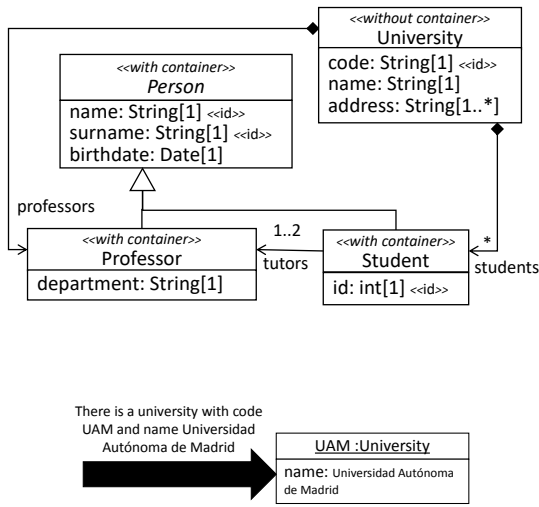 <<without container>>
University
code: String[1] <<id>>
name: String[1]
address: String[1..*]
<<with container>>
Person
name: String[1] <<id>>
surname: String[1] <<id>>
birthdate: Date[1]
professors
<<with container>>
Professor
department: String[1]
1..2
tutors
<<with container>>
Student
id: int[1] <<id>>
*
students
There is a university with code
UAM and name Universidad
Autónoma de Madrid
UAM :University
name: Universidad Autónoma
de Madrid